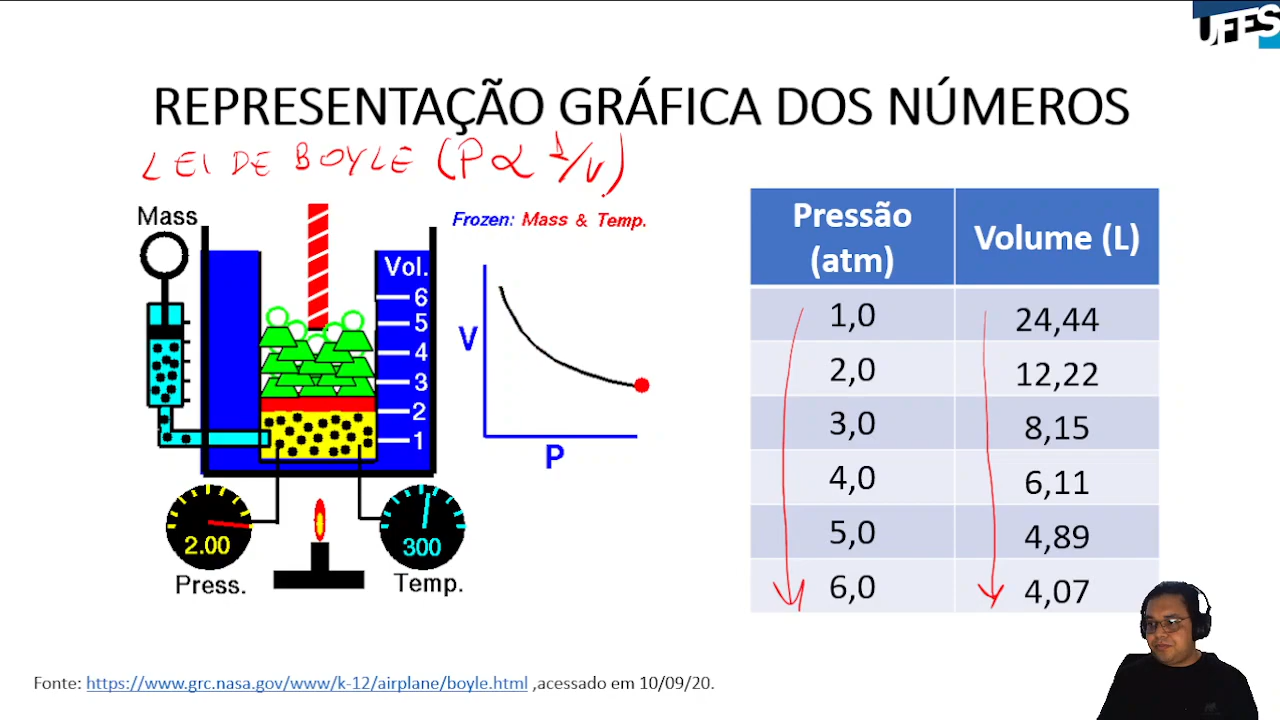 UFES
REPRESENTAÇÃO GRÁFICA DOS NÚMEROS
LEI DE BOYLE (P∝ 1/V)
Mass
Frozen: Mass & Temp.
Vol.
6
5
4
3
2
1
V
P
2.00
300
Press.
Temp.
Pressão (atm) Volume (L)
1,0 24,44
2,0 12,22
3,0 8,15
4,0 6,11
5,0 4,89
6,0 4,07
Fonte: https://www.grc.nasa.gov/www/k-12/airplane/boyle.html ,acessado em 10/09/20.